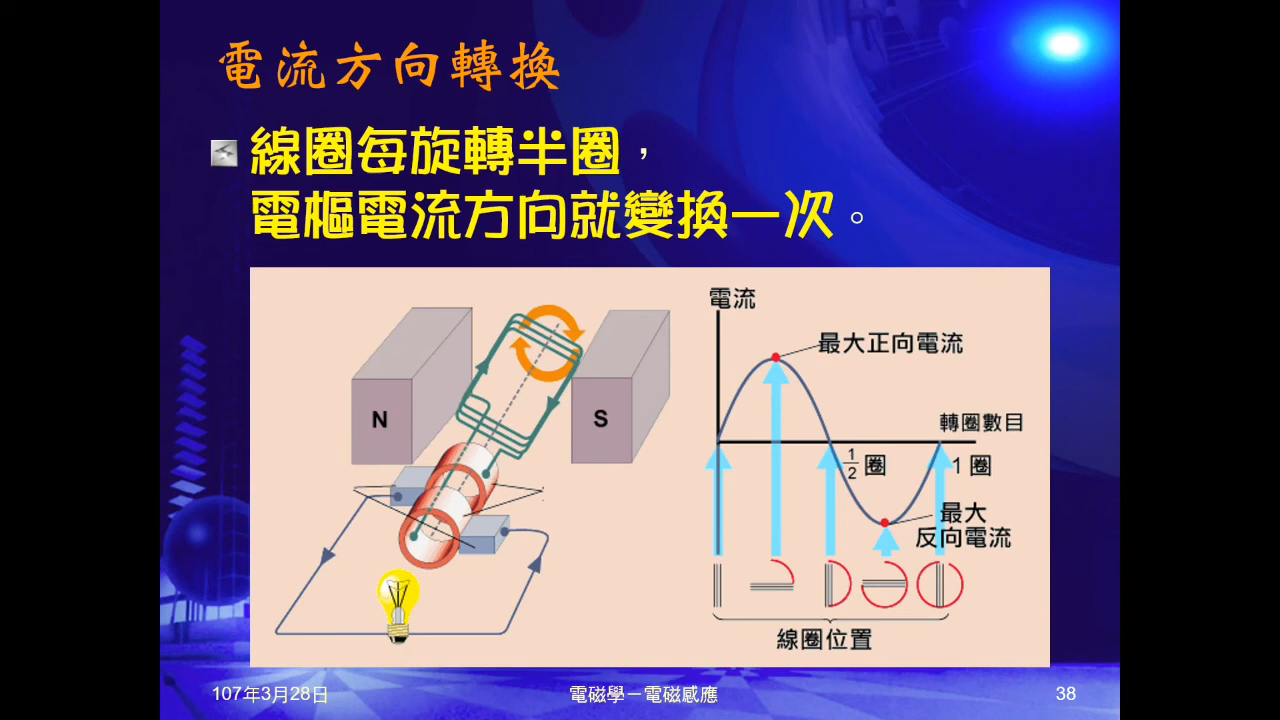 電流方向轉換
線圈每旋轉半圈，
電樞電流方向就變換一次。
N
S
電流
最大正向電流
轉圈數目
1/2 圈
1 圈
最大
反向電流
線圈位置
107年3月28日
電磁學－電磁感應
38